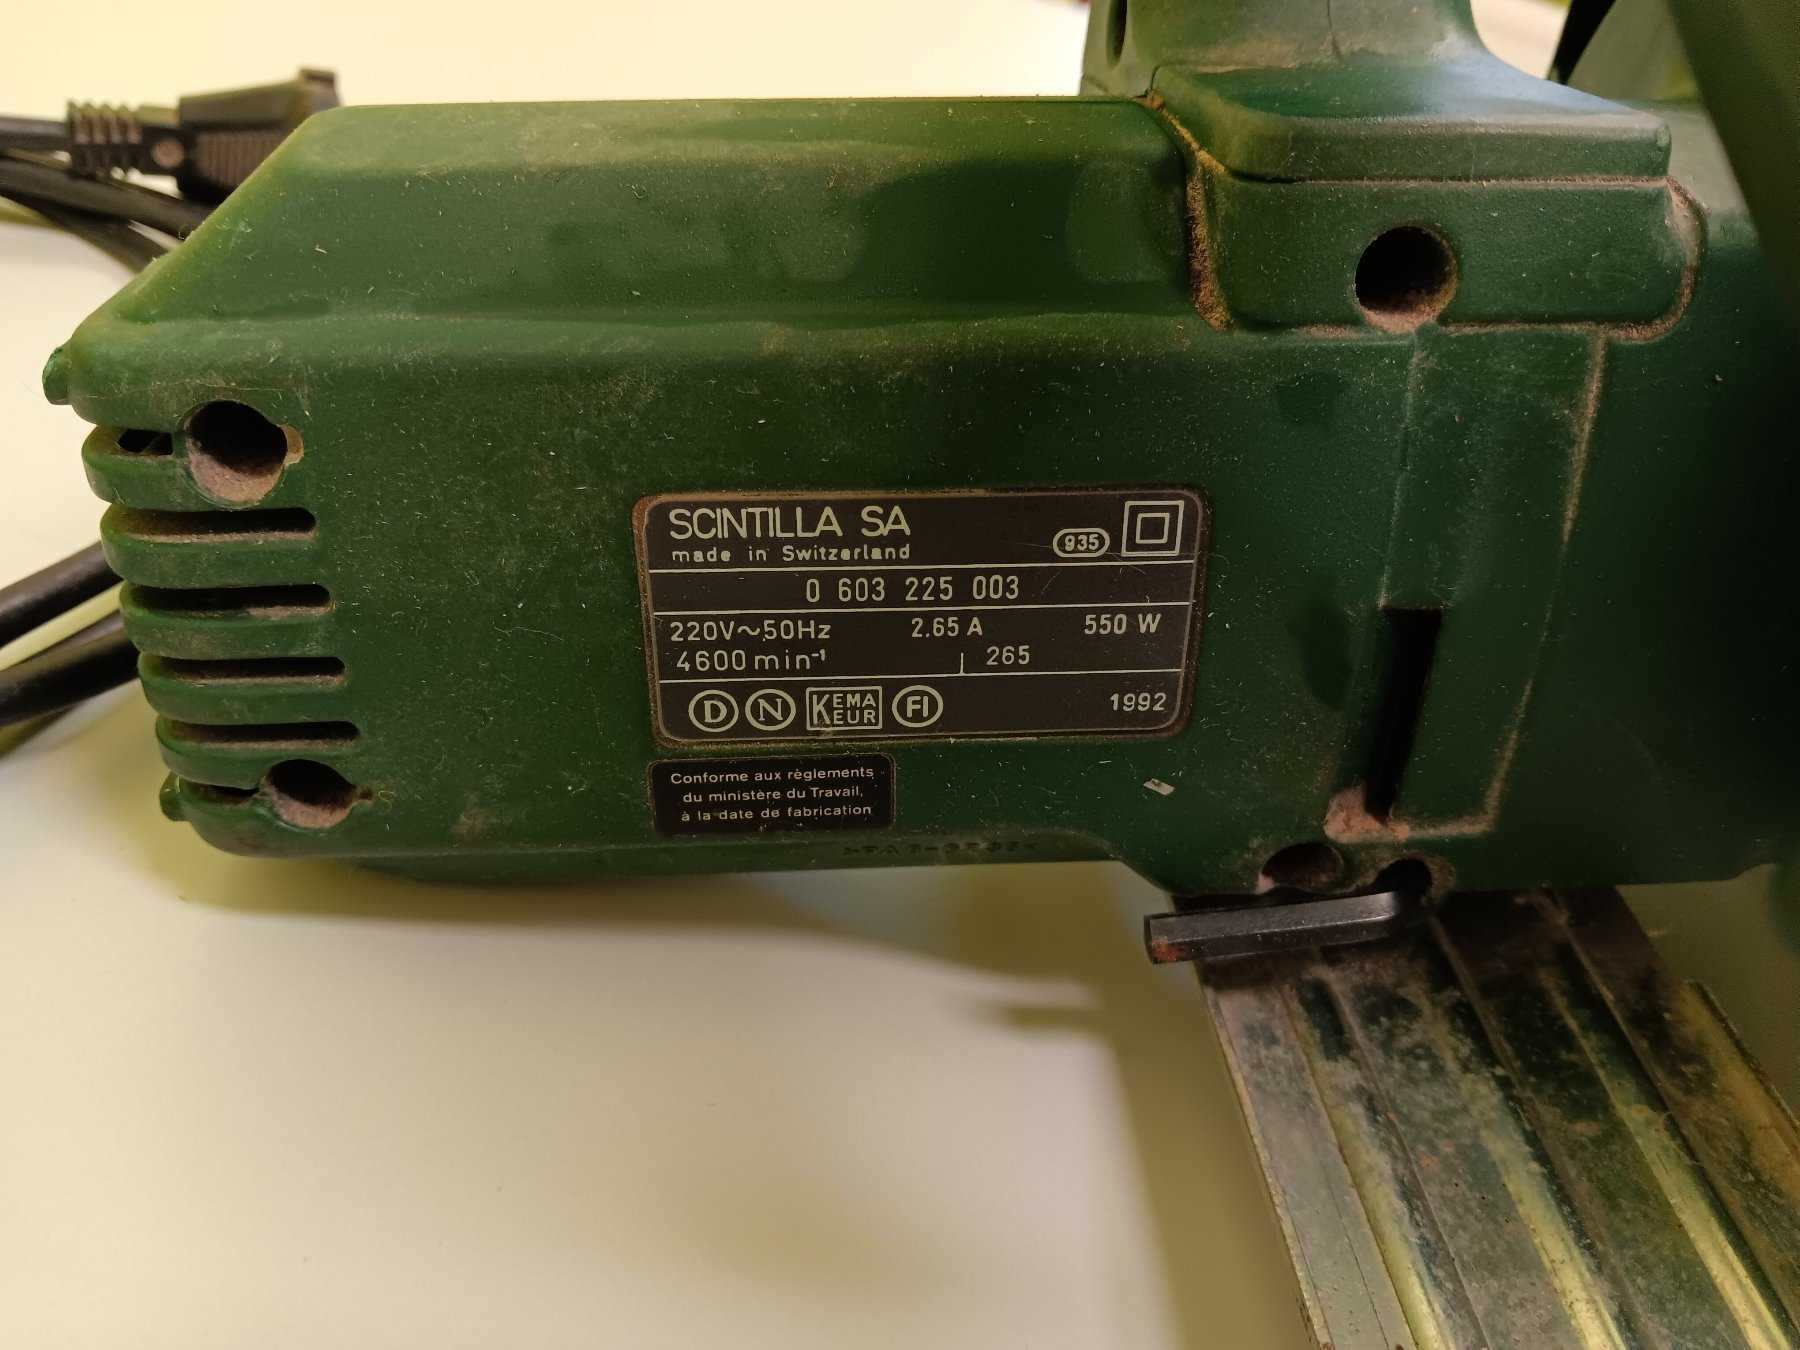 SCINTILLA SA
made in Switzerland
935
0 603 225 003
220V~50Hz 2.65 A 550 W
4600 min⁻¹ 265
D N KEMA KEUR FI 1992
Conforme aux règlements
du ministère du Travail,
à la date de fabrication